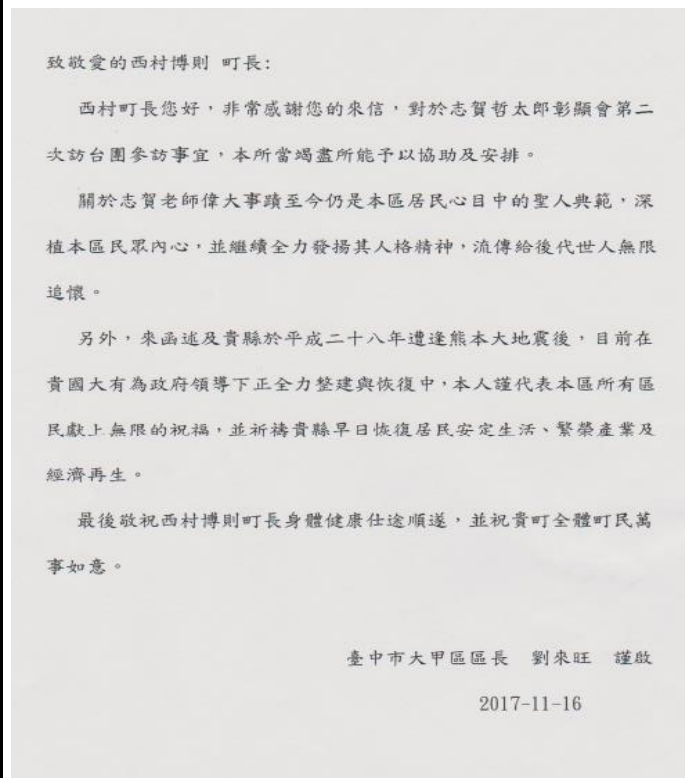 致敬愛的西村博則 町長:
西村町長您好，非常感謝您的來信，對於志賀哲太郎彰顯會第二
次訪台團參訪事宜，本所當竭盡所能予以協助及安排。
關於志賀老師偉大事蹟至今仍是本區居民心目中的聖人典範，深
植本區民眾內心，並繼續全力發揚其人格精神，流傳給後代世人無限
追懷。
另外，來函述及貴縣於平成二十八年遭逢熊本大地震後，目前在
貴國大有為政府領導下正全力整建與恢復中，本人謹代表本區所有區
民獻上無限的祝福，並祈禱貴縣早日恢復居民安定生活、繁榮產業及
經濟再生。
最後敬祝西村博則町長身體健康仕途順遂，並祝貴町全體町民萬
事如意。
臺中市大甲區區長 劉來旺 謹啟
2017-11-16